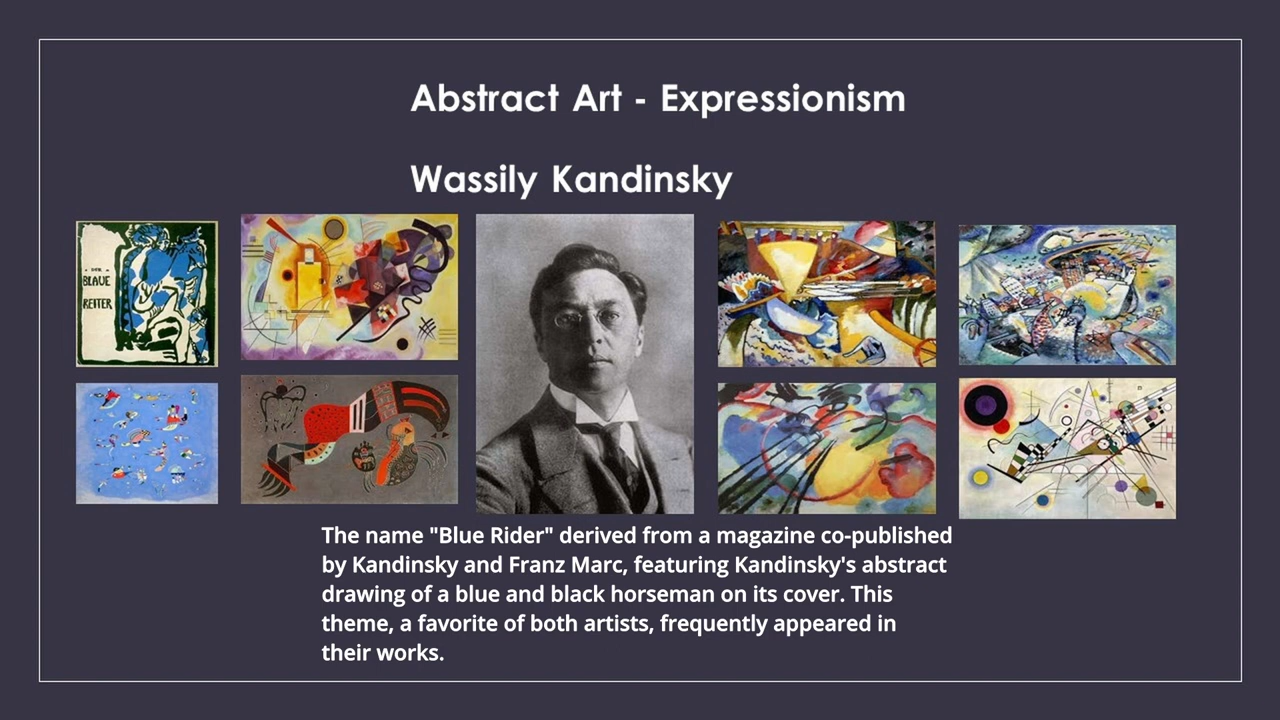 Abstract Art - Expressionism
Wassily Kandinsky
DER
BLAUE
REITER
The name "Blue Rider" derived from a magazine co-published
by Kandinsky and Franz Marc, featuring Kandinsky's abstract
drawing of a blue and black horseman on its cover. This
theme, a favorite of both artists, frequently appeared in
their works.